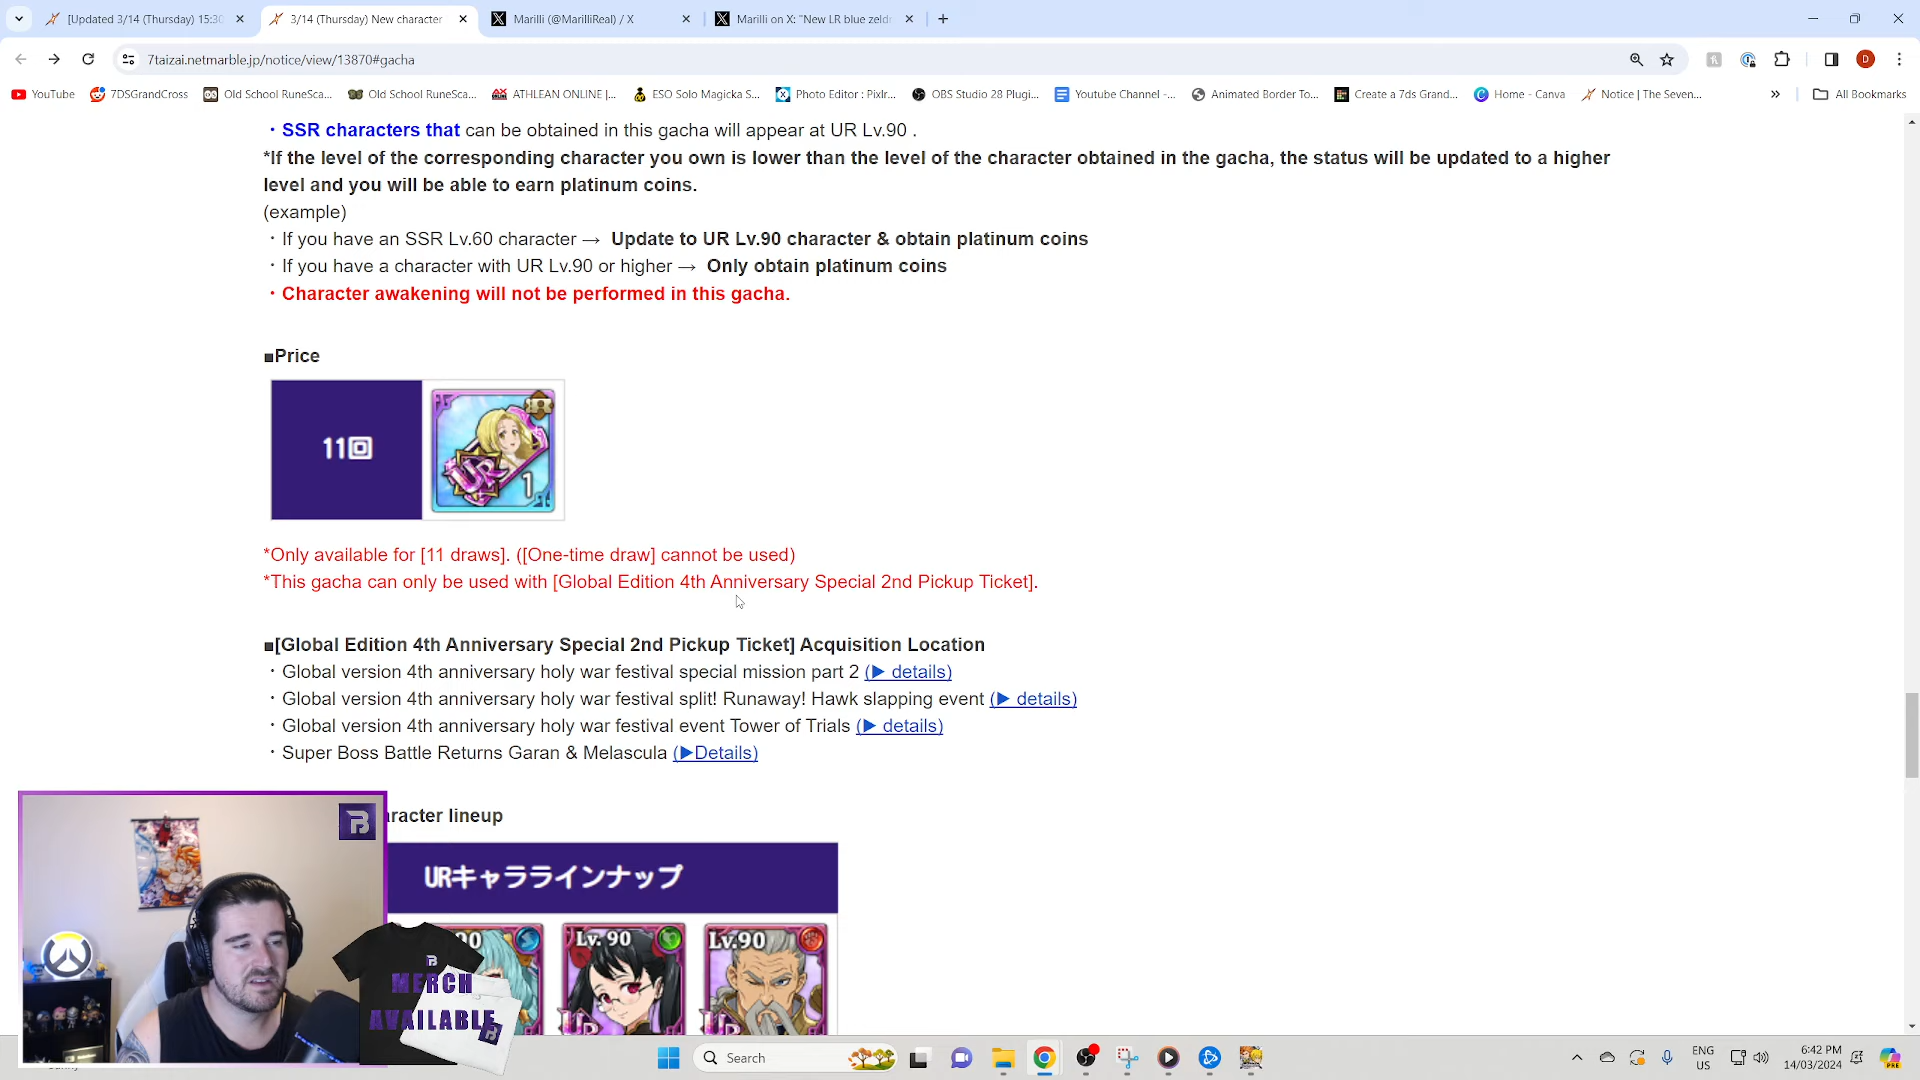 [Updated 3/14 (Thursday) 15:30
3/14 (Thursday) New character
Marilli (@MarilliReal) / X
Marilli on X: "New LR blue zeldr
7taizai.netmarble.jp/notice/view/13870#gacha
YouTube
7DSGrandCross
Old School RuneSca...
Old School RuneSca...
ATHLEAN ONLINE |...
ESO Solo Magicka S...
Photo Editor : Pixlr...
OBS Studio 28 Plugi...
Youtube Channel -...
Animated Border To...
Create a 7ds Grand...
Home - Canva
Notice | The Seven...
All Bookmarks
・SSR characters that can be obtained in this gacha will appear at UR Lv.90 .
*If the level of the corresponding character you own is lower than the level of the character obtained in the gacha, the status will be updated to a higher
level and you will be able to earn platinum coins.
(example)
・If you have an SSR Lv.60 character → Update to UR Lv.90 character & obtain platinum coins
・If you have a character with UR Lv.90 or higher → Only obtain platinum coins
・Character awakening will not be performed in this gacha.
■Price
11回
UR
1
*Only available for [11 draws]. ([One-time draw] cannot be used)
*This gacha can only be used with [Global Edition 4th Anniversary Special 2nd Pickup Ticket].
■[Global Edition 4th Anniversary Special 2nd Pickup Ticket] Acquisition Location
・Global version 4th anniversary holy war festival special mission part 2 (▶ details)
・Global version 4th anniversary holy war festival split! Runaway! Hawk slapping event (▶ details)
・Global version 4th anniversary holy war festival event Tower of Trials (▶ details)
・Super Boss Battle Returns Garan & Melascula (▶Details)
aracter lineup
URキャララインナップ
90
Lv. 90
Lv.90
UR
UR
MERCH
AVAILABLE
Search
ENG
US
6:42 PM
14/03/2024